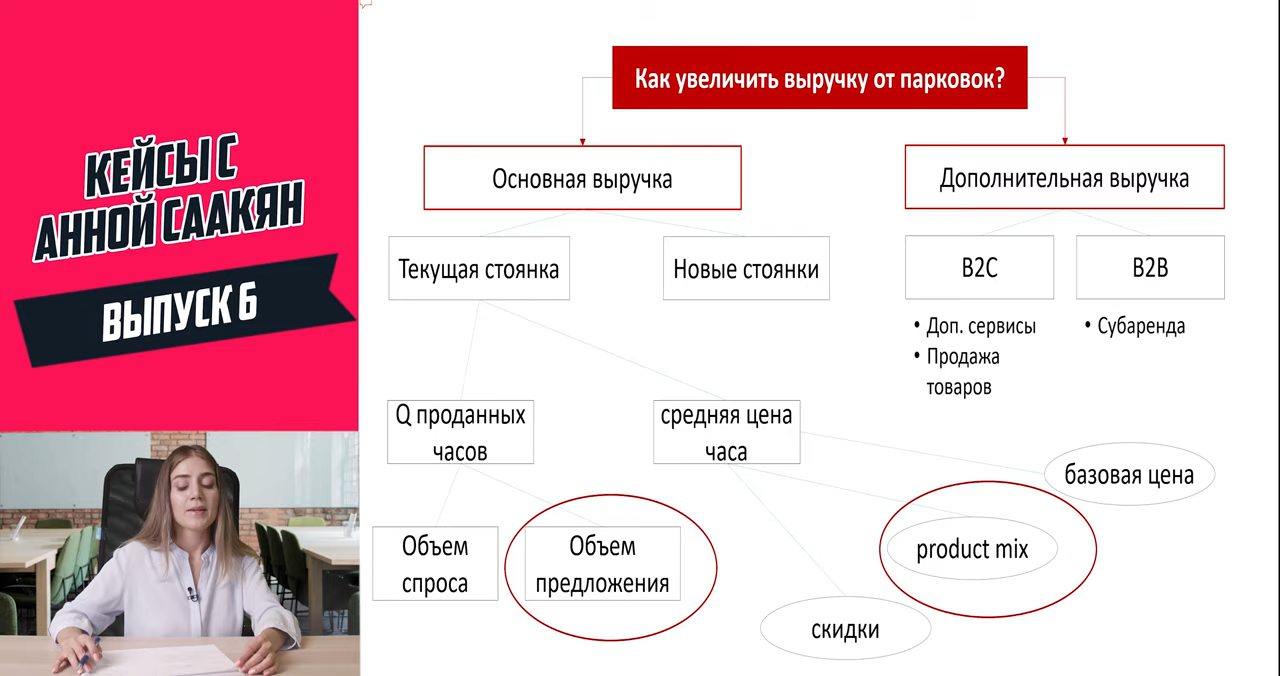 КЕЙСЫ С
АННОЙ СААКЯН
ВЫПУСК 6
Как увеличить выручку от парковок?
Основная выручка
Дополнительная выручка
Текущая стоянка
Новые стоянки
B2C
B2B
• Доп. сервисы
• Продажа
товаров
• Субаренда
Q проданных
часов
средняя цена
часа
базовая цена
Объем
спроса
Объем
предложения
product mix
скидки